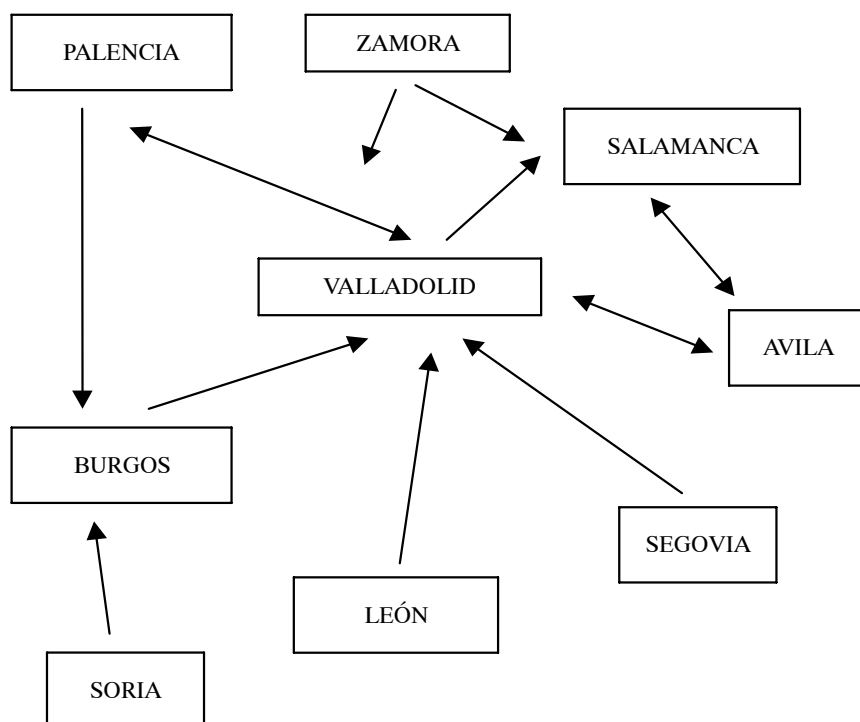 PALENCIA
ZAMORA
SALAMANCA
VALLADOLID
AVILA
BURGOS
SEGOVIA
LEÓN
SORIA